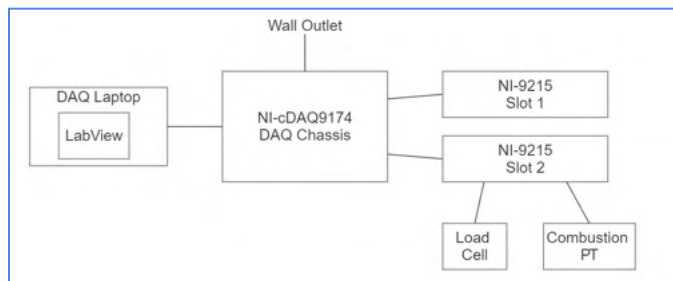 Wall Outlet
DAQ Laptop
LabView
NI-cDAQ9174
DAQ Chassis
NI-9215
Slot 1
NI-9215
Slot 2
Load
Cell
Combustion
PT